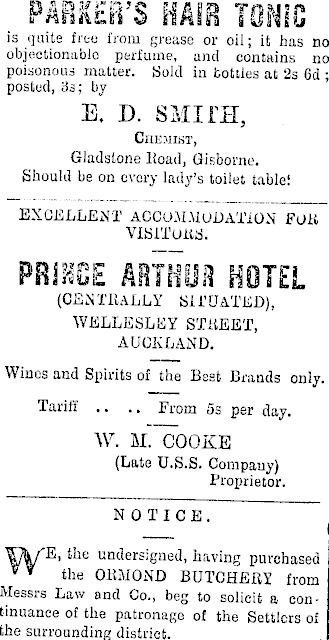 PARKER'S HAIR TONIC
is quite free from grease or oil; it has no
objectionable perfume, and contains no
poisonous matter. Sold in bottles at 2s 6d;
posted, 3s; by
E. D. SMITH,
CHEMIST,
Gladstone Road, Gisborne.
Should be on every lady's toilet table!
EXCELLENT ACCOMMODATION FOR
VISITORS.
PRINCE ARTHUR HOTEL
(CENTRALLY SITUATED),
WELLESLEY STREET,
AUCKLAND.
Wines and Spirits of the Best Brands only.
Tariff .. .. From 5s per day.
W. M. COOKE
(Late U.S.S. Company)
Proprietor.
NOTICE.
WE, the undersigned, having purchased
the ORMOND BUTCHERY from
Messrs Law and Co., beg to solicit a con-
tinuance of the patronage of the Settlers of
the surrounding district.